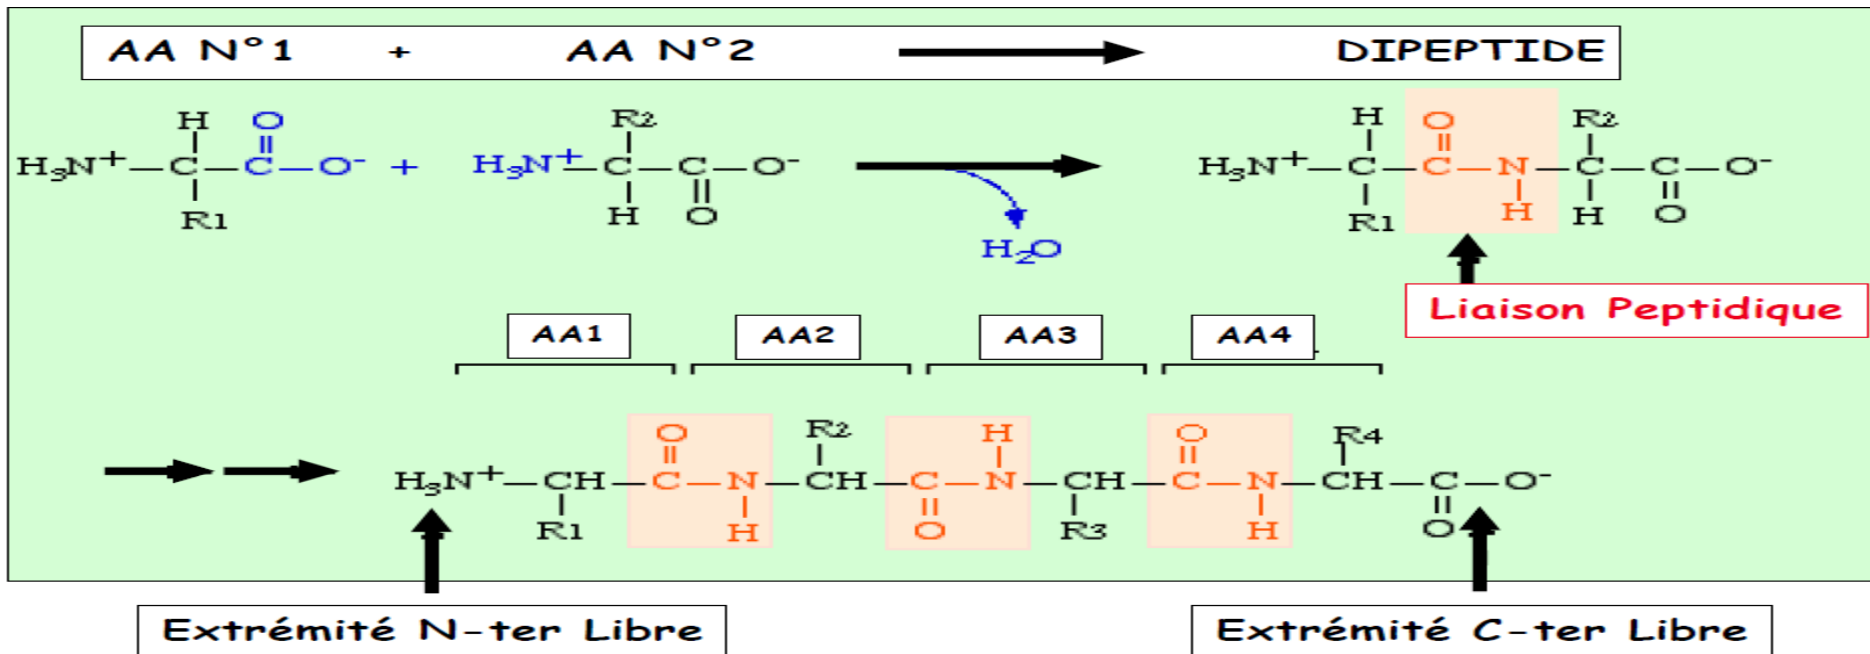 AA N°1 + AA N°2 DIPEPTIDE
H O R2 H O R2
H₃N⁺—C—C—O⁻ + H₃N⁺—C—C—O⁻ H₃N⁺—C—C—N—C—C—O⁻
R1 H O R1 H H O
H₂O
Liaison Peptidique
AA1 AA2 AA3 AA4
O R2 H O R4
H₃N⁺—CH—C—N—CH—C—N—CH—C—N—CH—C—O⁻
R1 H O R3 H O
Extrémité N-ter Libre Extrémité C-ter Libre